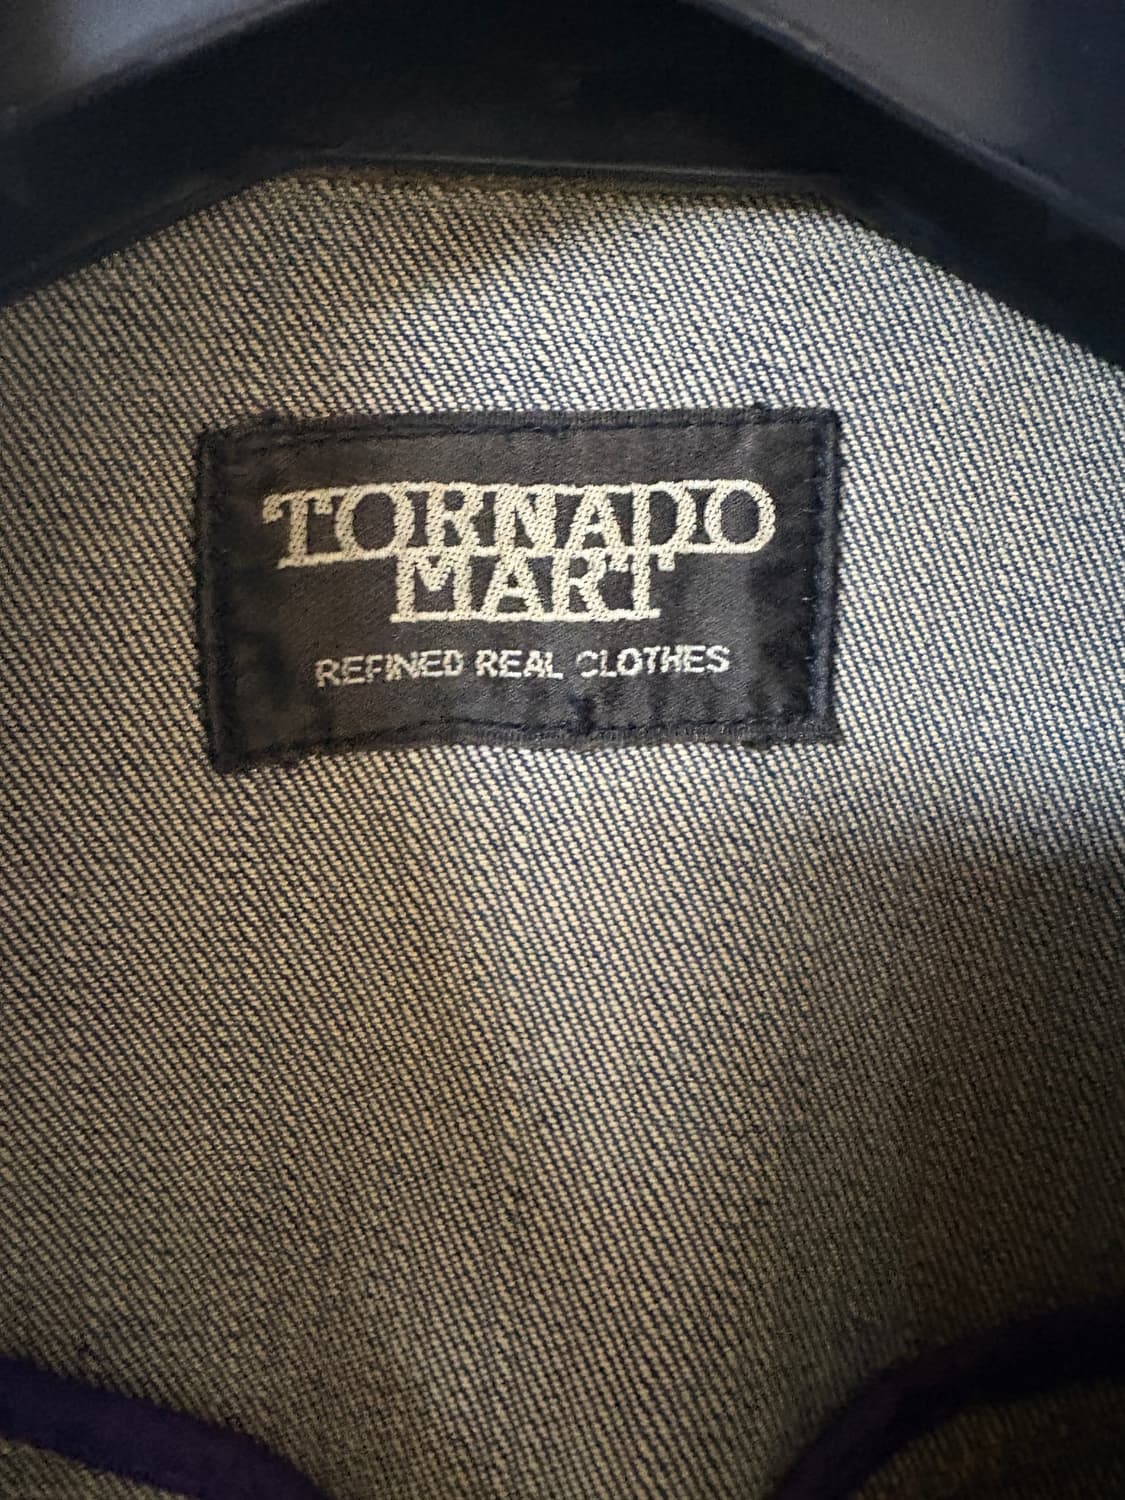 TORNADO
MART
REFINED REAL CLOTHES